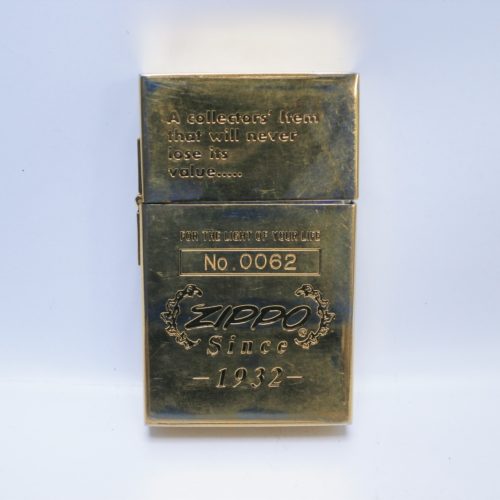 A collectors' Item
that will never
lose its
value.....
FOR THE LIGHT OF YOUR LIFE
No. 0062
ZIPPO®
Since
-1932-